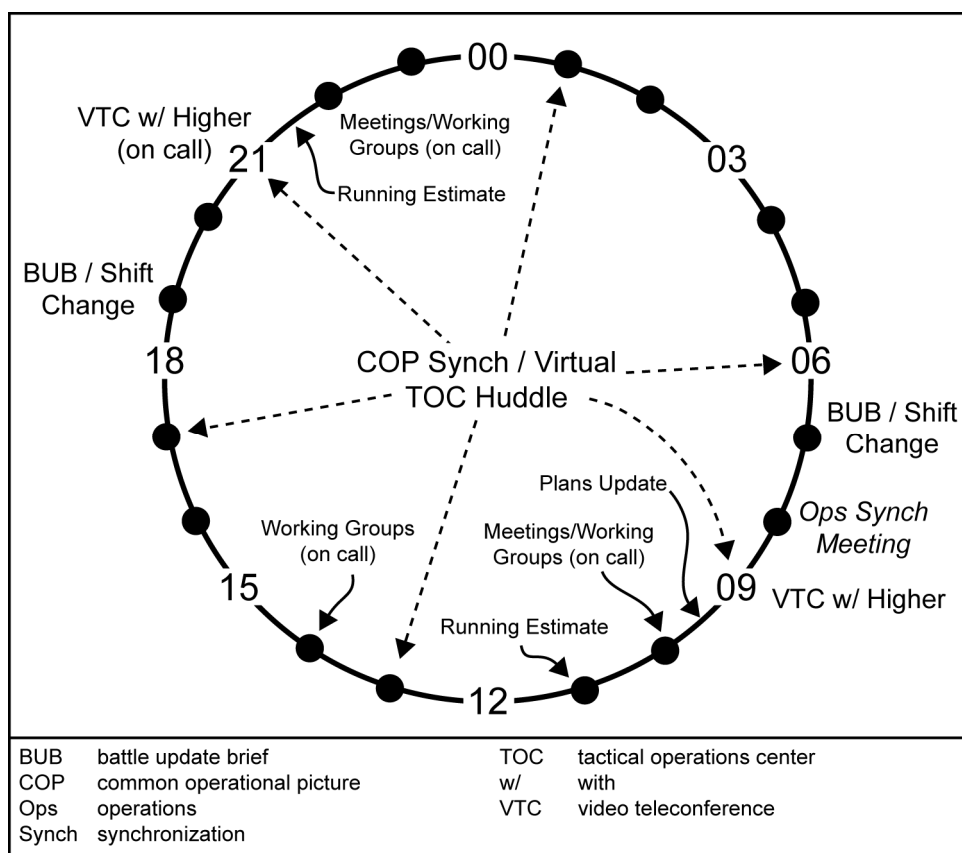 00
VTC w/ Higher
(on call)
Meetings/Working
Groups (on call)
21
03
Running Estimate
BUB / Shift
Change
18
COP Synch / Virtual
TOC Huddle
06
BUB / Shift
Change
Plans Update
Ops Synch
Meeting
Working Groups
(on call)
Meetings/Working
Groups (on call)
15
09
VTC w/ Higher
Running Estimate
12
BUB battle update brief
COP common operational picture
Ops operations
Synch synchronization
TOC tactical operations center
w/ with
VTC video teleconference